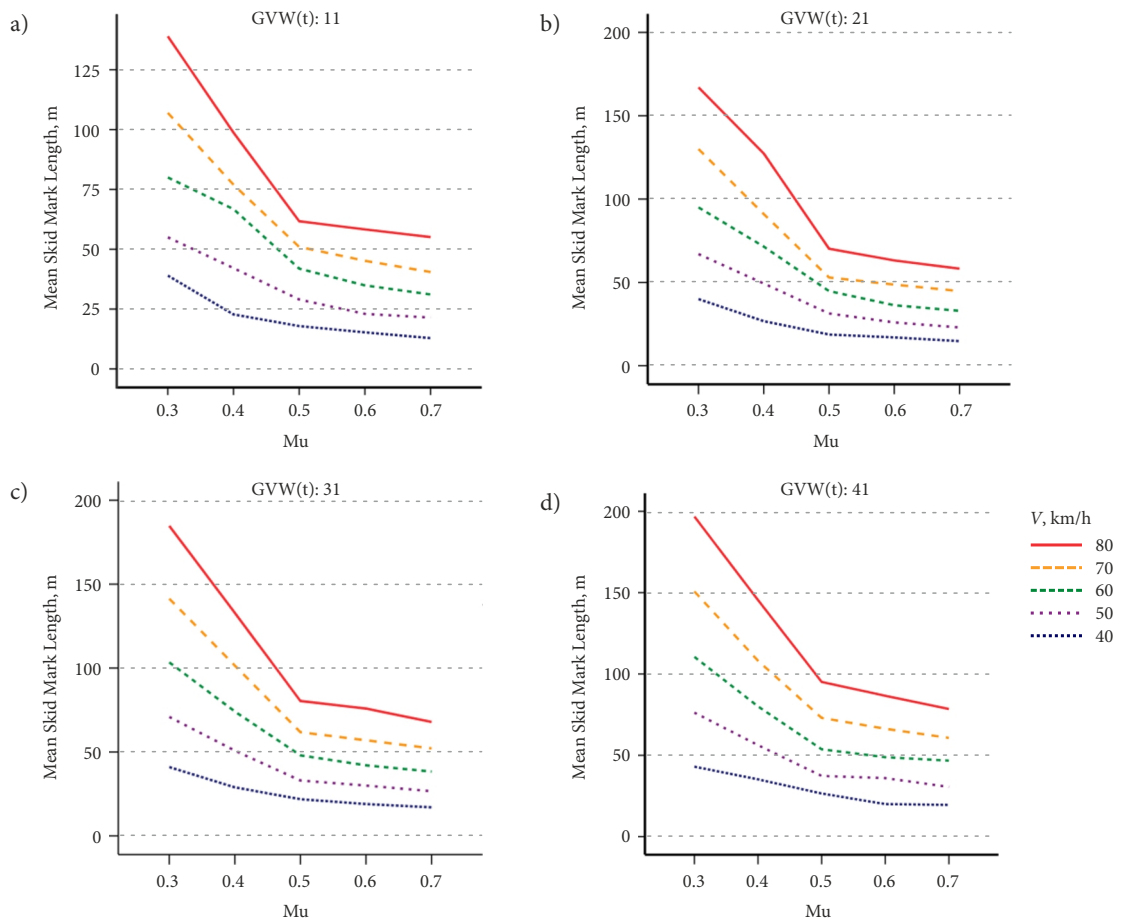 a)
GVW(t): 11
Mean Skid Mark Length, m
125
100
75
50
25
0
0.3 0.4 0.5 0.6 0.7
Mu
b)
GVW(t): 21
Mean Skid Mark Length, m
200
150
100
50
0
0.3 0.4 0.5 0.6 0.7
Mu
c)
GVW(t): 31
Mean Skid Mark Length, m
200
150
100
50
0
0.3 0.4 0.5 0.6 0.7
Mu
d)
GVW(t): 41
Mean Skid Mark Length, m
200
150
100
50
0
0.3 0.4 0.5 0.6 0.7
Mu
V, km/h
80
70
60
50
40